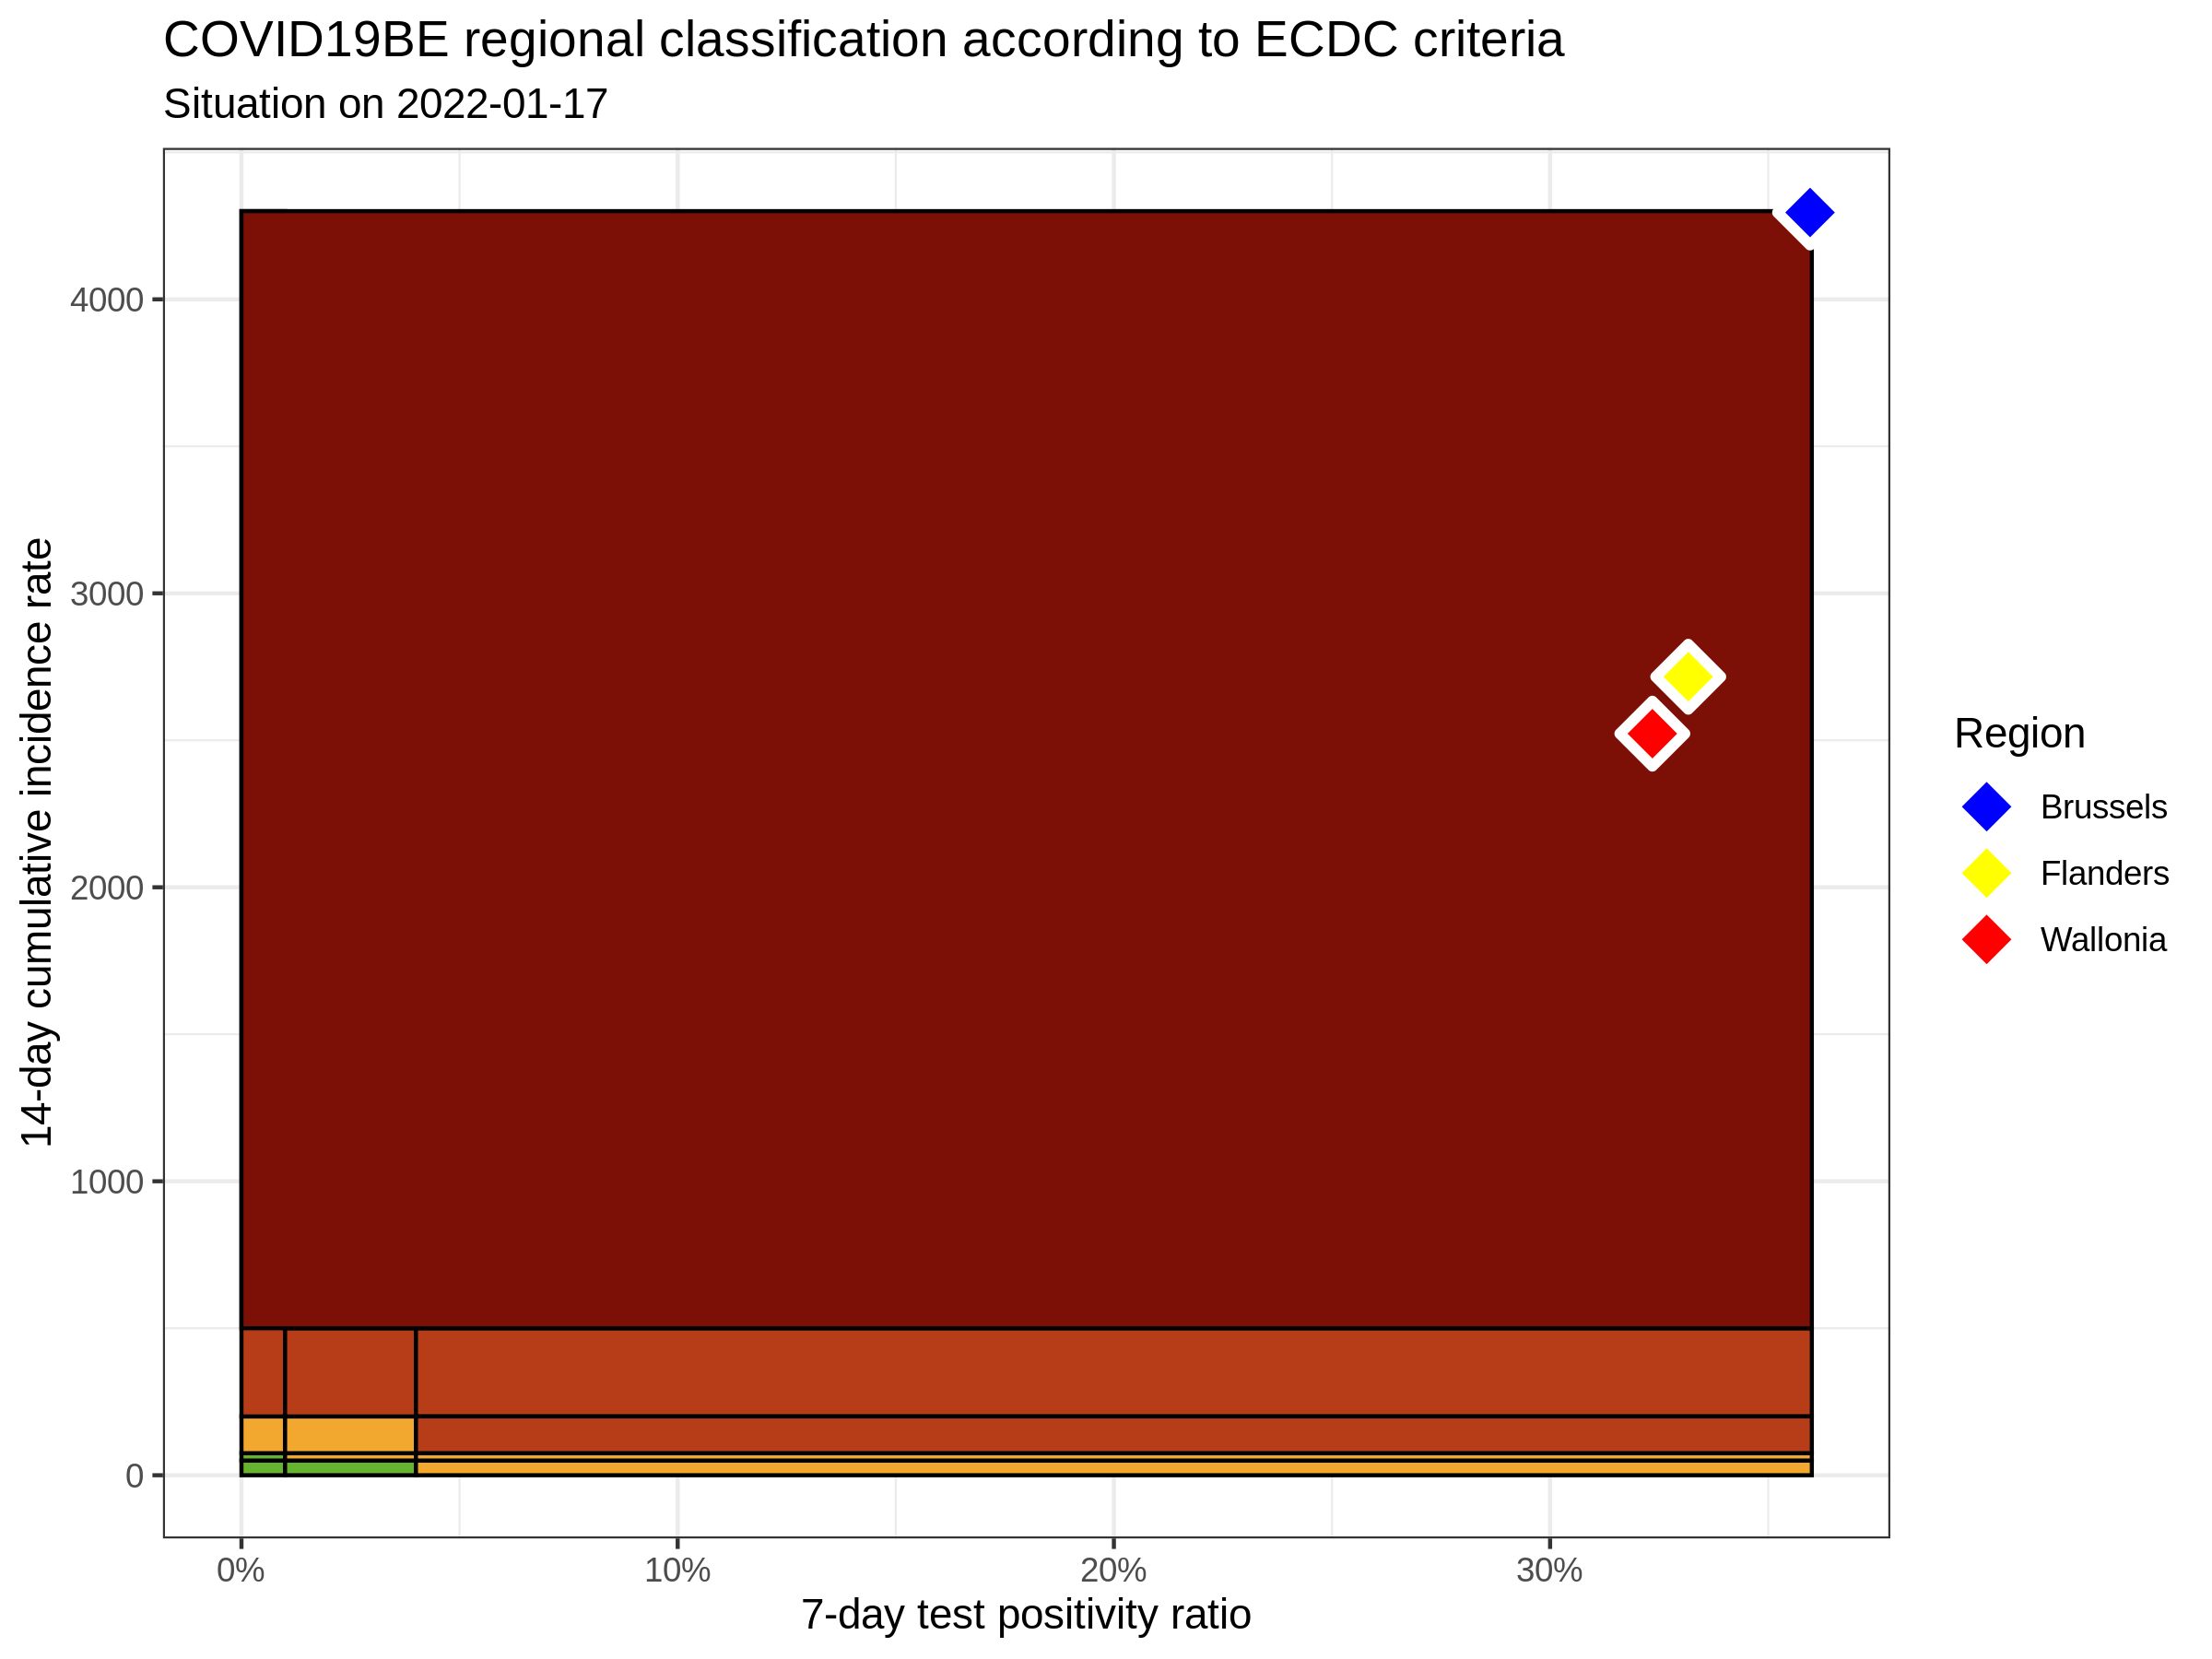 COVID19BE regional classification according to ECDC criteria
Situation on 2022-01-17
14-day cumulative incidence rate
4000
3000
2000
1000
0
0%
10%
20%
30%
7-day test positivity ratio
Region
Brussels
Flanders
Wallonia